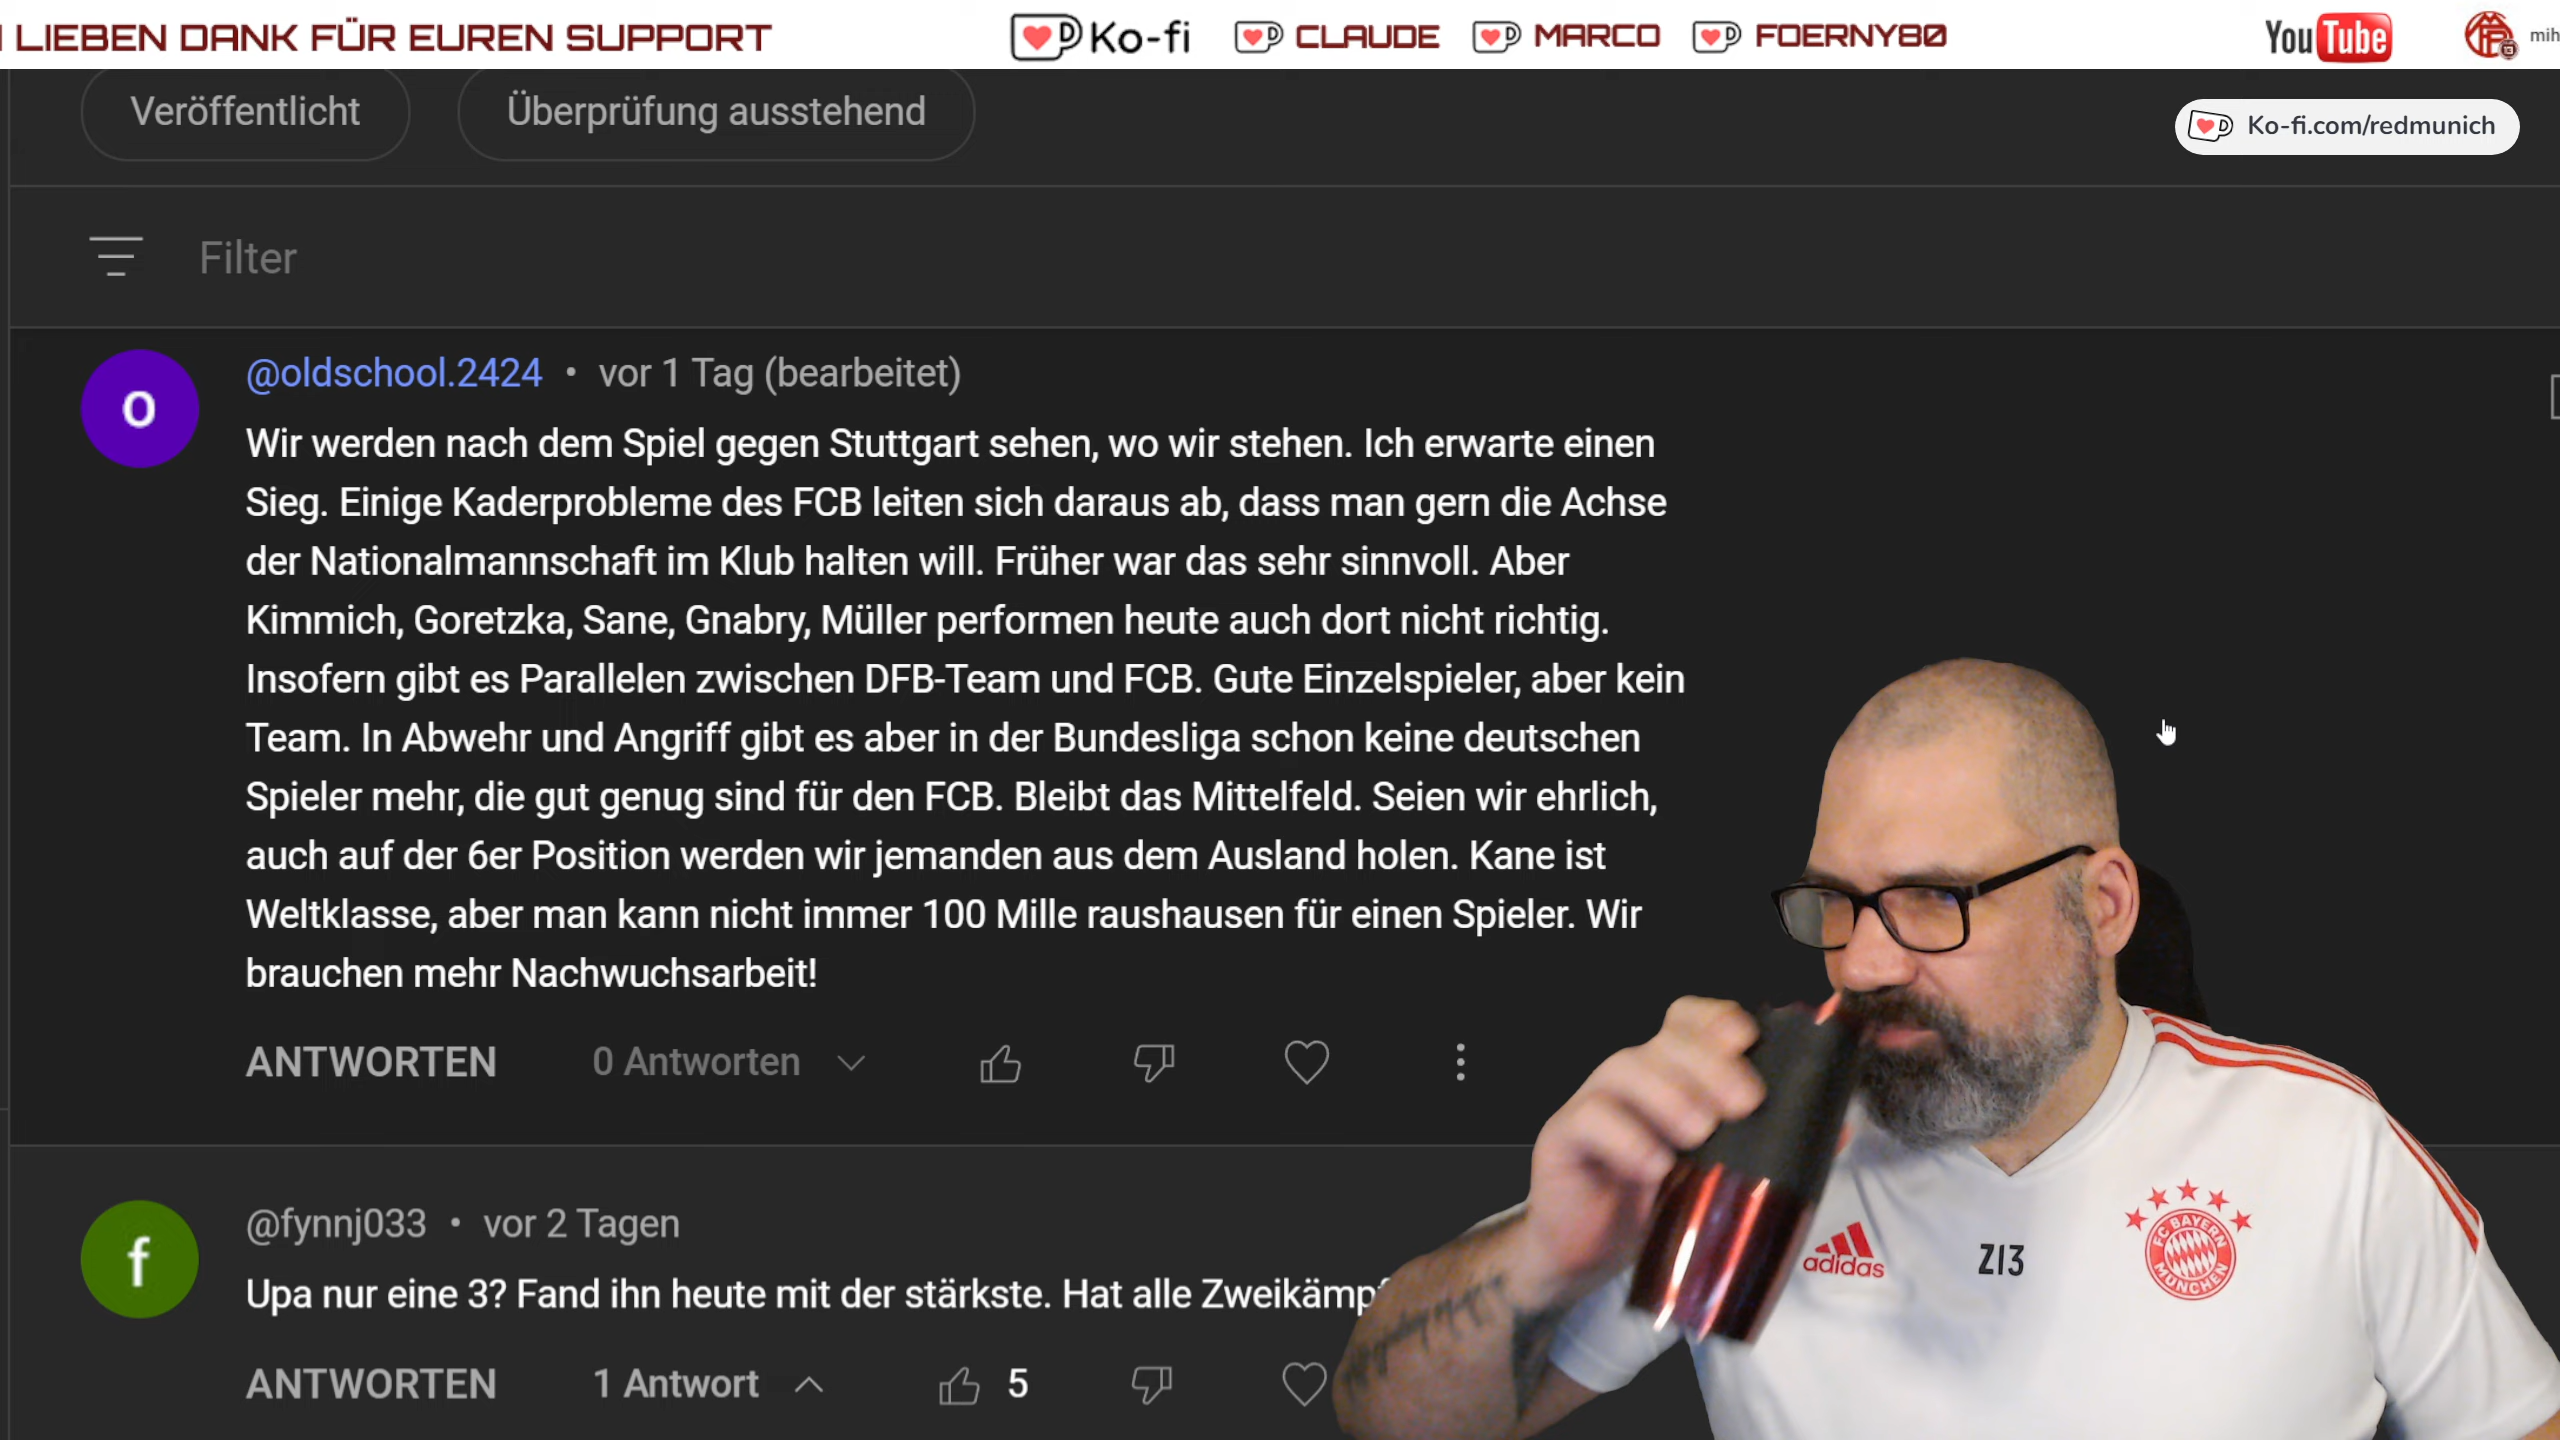 LIEBEN DANK FÜR EUREN SUPPORT Ko-fi CLAUDE MARCO FOERNY80 YouTube
Veröffentlicht Überprüfung ausstehend Ko-fi.com/redmunich
Filter
@oldschool.2424 • vor 1 Tag (bearbeitet)
o
Wir werden nach dem Spiel gegen Stuttgart sehen, wo wir stehen. Ich erwarte einen
Sieg. Einige Kaderprobleme des FCB leiten sich daraus ab, dass man gern die Achse
der Nationalmannschaft im Klub halten will. Früher war das sehr sinnvoll. Aber
Kimmich, Goretzka, Sane, Gnabry, Müller performen heute auch dort nicht richtig.
Insofern gibt es Parallelen zwischen DFB-Team und FCB. Gute Einzelspieler, aber kein
Team. In Abwehr und Angriff gibt es aber in der Bundesliga schon keine deutschen
Spieler mehr, die gut genug sind für den FCB. Bleibt das Mittelfeld. Seien wir ehrlich,
auch auf der 6er Position werden wir jemanden aus dem Ausland holen. Kane ist
Weltklasse, aber man kann nicht immer 100 Mille raushausen für einen Spieler. Wir
brauchen mehr Nachwuchsarbeit!
ANTWORTEN 0 Antworten
@fynnj033 • vor 2 Tagen
f
Upa nur eine 3? Fand ihn heute mit der stärkste. Hat alle
ANTWORTEN 1 Antwort 5
adidas
Z13
FC BAYERN
MÜNCHEN